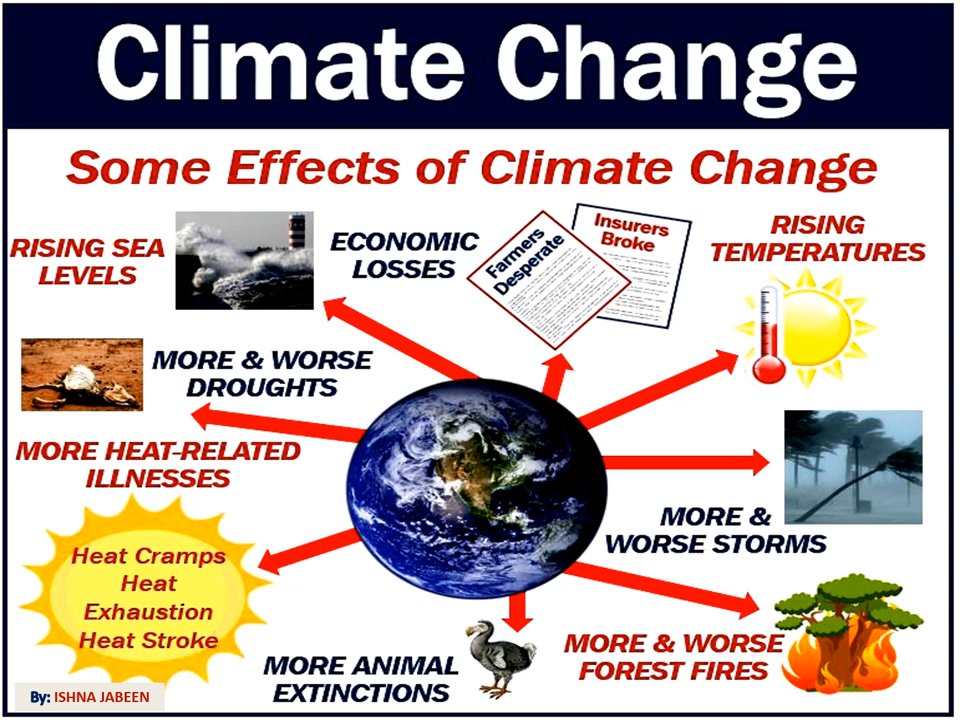 Climate Change
Some Effects of Climate Change
RISING SEA
LEVELS
ECONOMIC
LOSSES
Farmers
Desperate
Insurers
Broke
RISING
TEMPERATURES
MORE & WORSE
DROUGHTS
MORE HEAT-RELATED
ILLNESSES
Heat Cramps
Heat
Exhaustion
Heat Stroke
MORE &
WORSE STORMS
MORE ANIMAL
EXTINCTIONS
MORE & WORSE
FOREST FIRES
By: ISHNA JABEEN